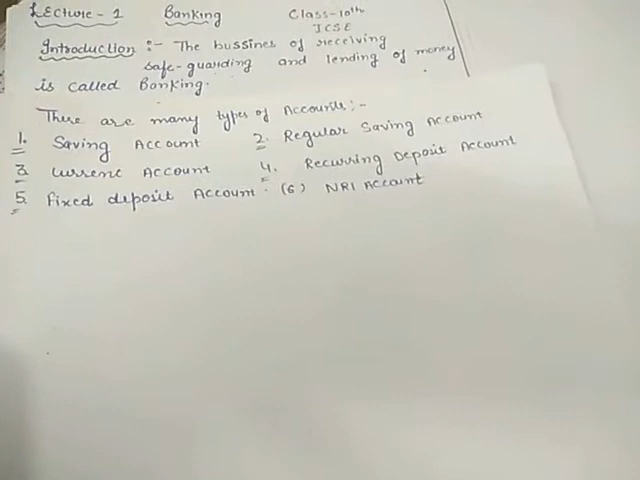 Lecture - 1 Banking Class-10th
ICSE
Introduction :- The bussines of receiving
safe-guarding and lending of money
is called Banking.
There are many types of Accounts :-
1. Saving Account 2. Regular Saving Account
3. Current Account 4. Recurring Deposit Account
5. Fixed deposit Account. (6) NRI Account